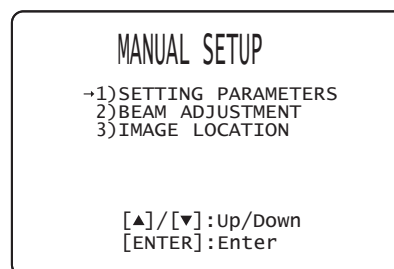 MANUAL SETUP
→1)SETTING PARAMETERS
2)BEAM ADJUSTMENT
3)IMAGE LOCATION
[▲]/[▼]:Up/Down
[ENTER]:Enter